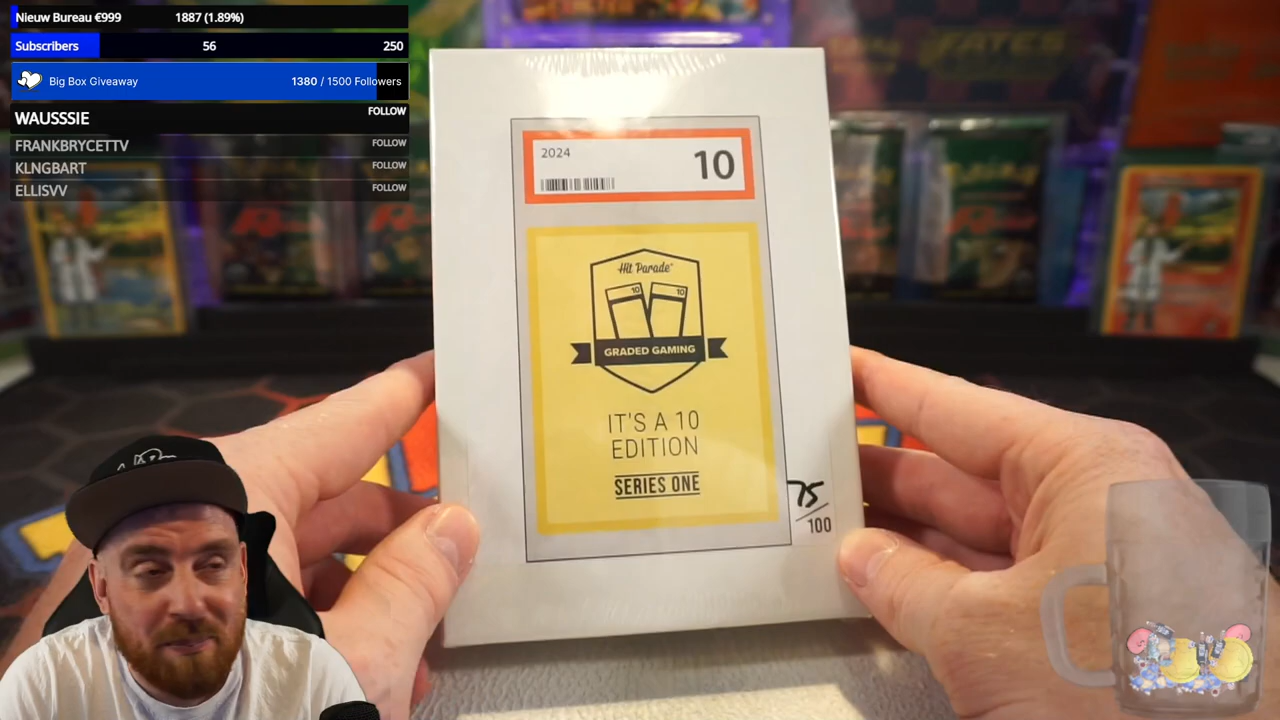 Nieuw Bureau €999 1887 (1.89%)
Subscribers 56 250
Big Box Giveaway 1380 / 1500 Followers
WAUSSSIE FOLLOW
FRANKBRYCETTV FOLLOW
KLNGBART FOLLOW
ELLISVV FOLLOW
2024
10
Hit Parade
10 10
GRADED GAMING
IT'S A 10
EDITION
SERIES ONE
75
100
FATES